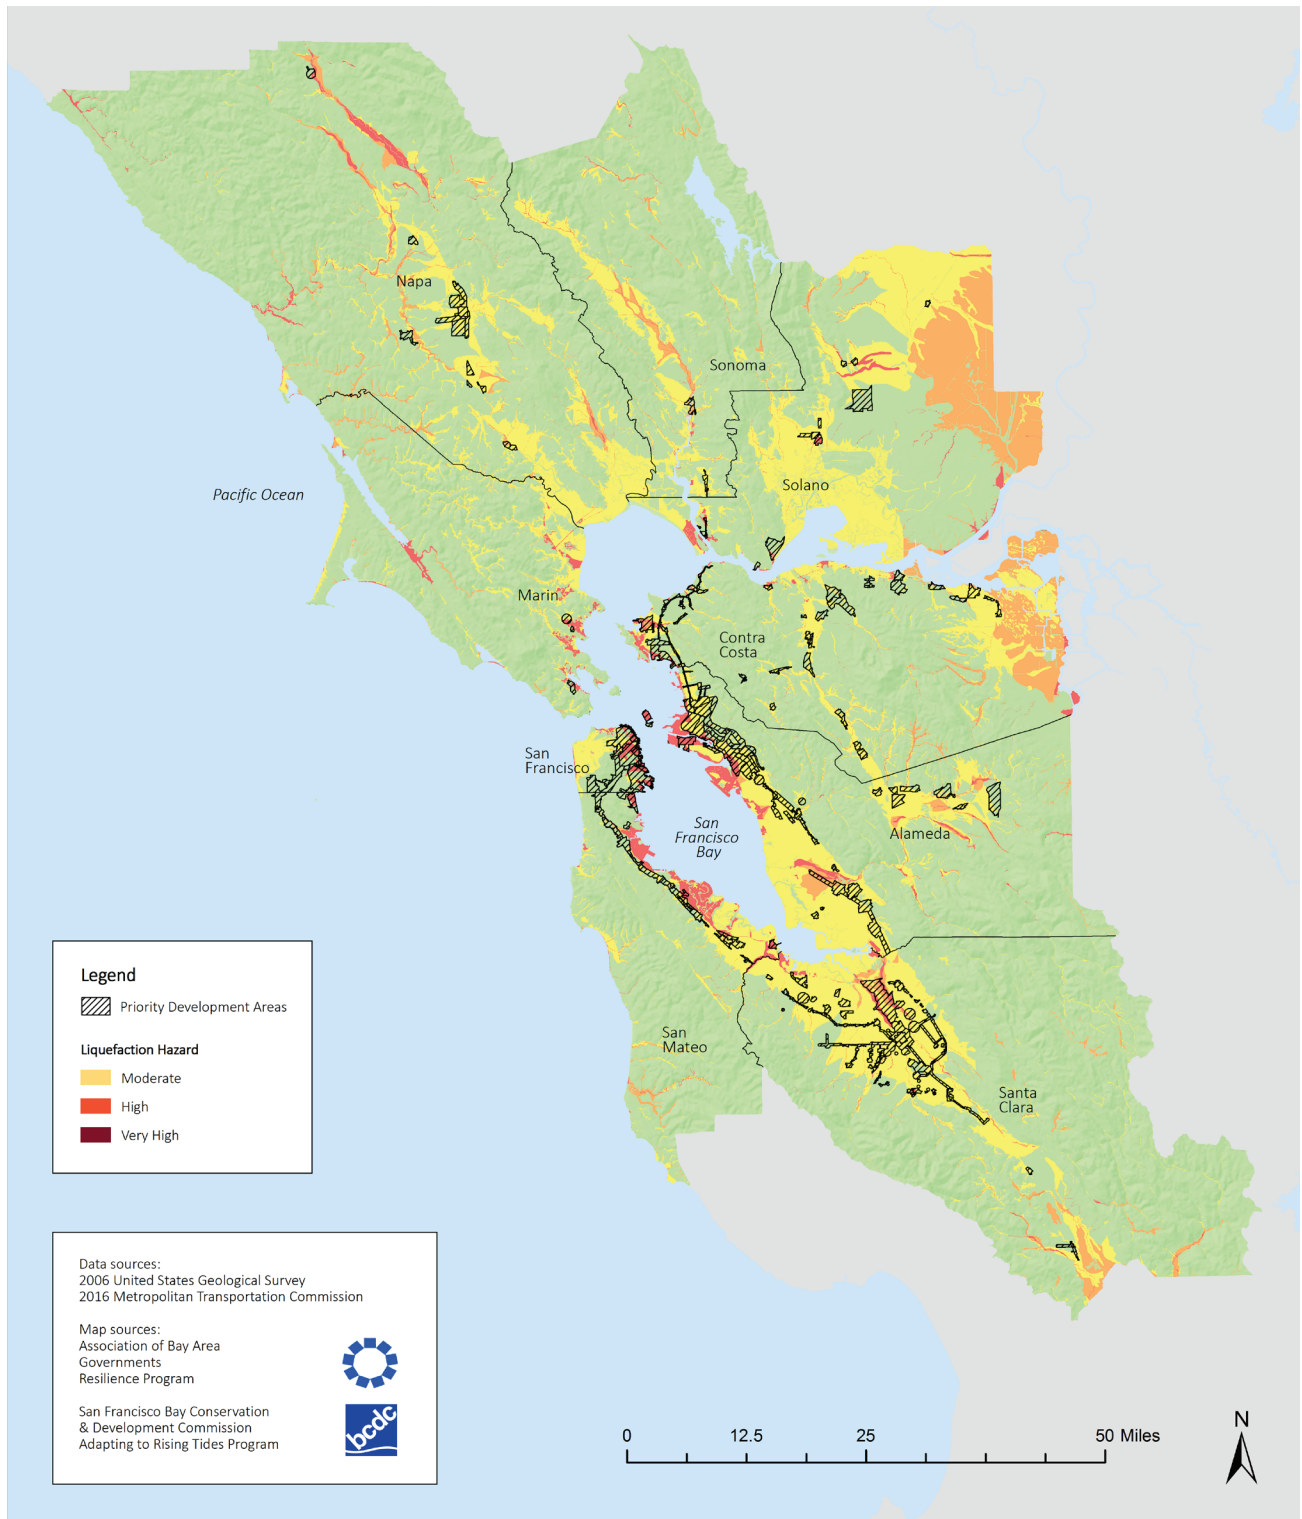 Napa
Sonoma
Solano
Pacific Ocean
Marin
Contra
Costa
San
Francisco
San
Francisco
Bay
Alameda
San
Mateo
Santa
Clara
Legend
Priority Development Areas
Liquefaction Hazard
Moderate
High
Very High
Data sources:
2006 United States Geological Survey
2016 Metropolitan Transportation Commission
Map sources:
Association of Bay Area
Governments
Resilience Program
San Francisco Bay Conservation
& Development Commission
Adapting to Rising Tides Program
bcdc
0 12.5 25 50 Miles
N